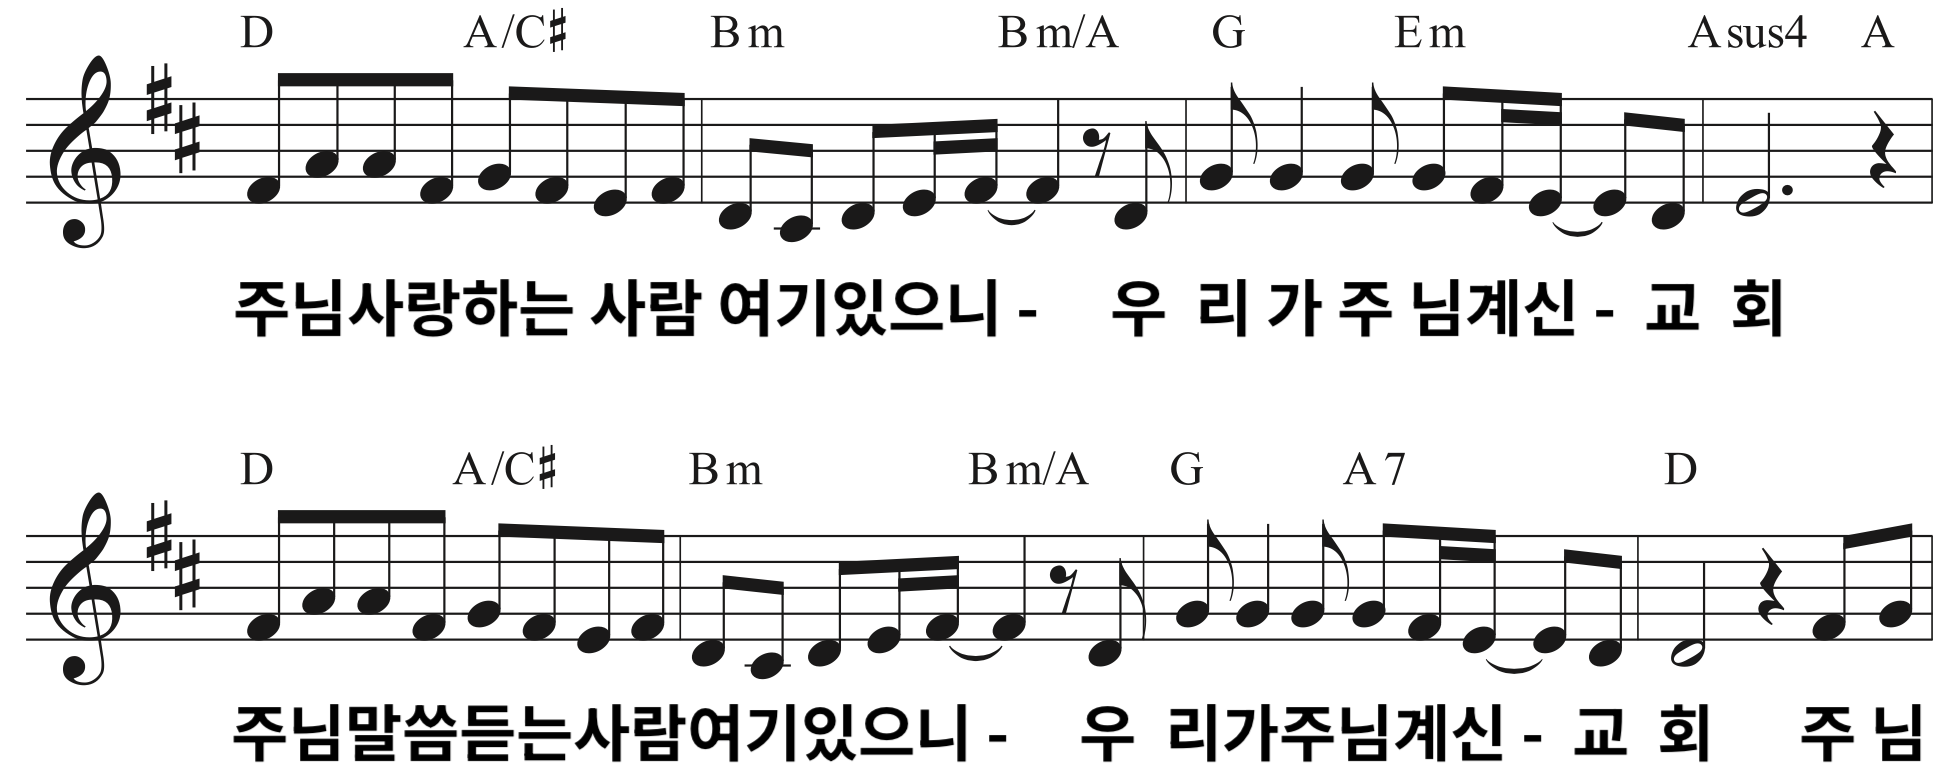 D A/C♯ Bm Bm/A G Em Asus4 A
주님사랑하는 사람 여기있으니 - 우 리 가 주 님계신 - 교 회
D A/C♯ Bm Bm/A G A7 D
주님말씀듣는사람여기있으니 - 우 리가주님계신 - 교 회 주 님